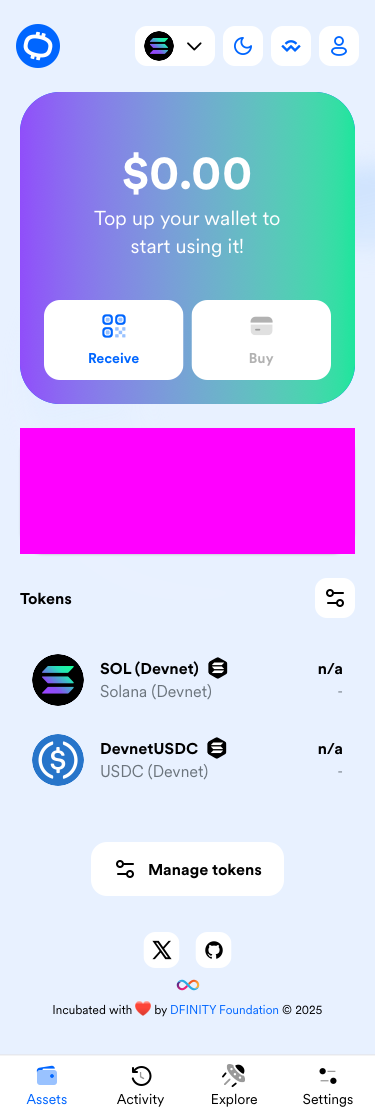 $0.00
Top up your wallet to
start using it!
Receive
Buy
Tokens
SOL (Devnet)
n/a
Solana (Devnet)
-
DevnetUSDC
n/a
USDC (Devnet)
-
Manage tokens
Incubated with ❤️ by DFINITY Foundation © 2025
Assets
Activity
Explore
Settings